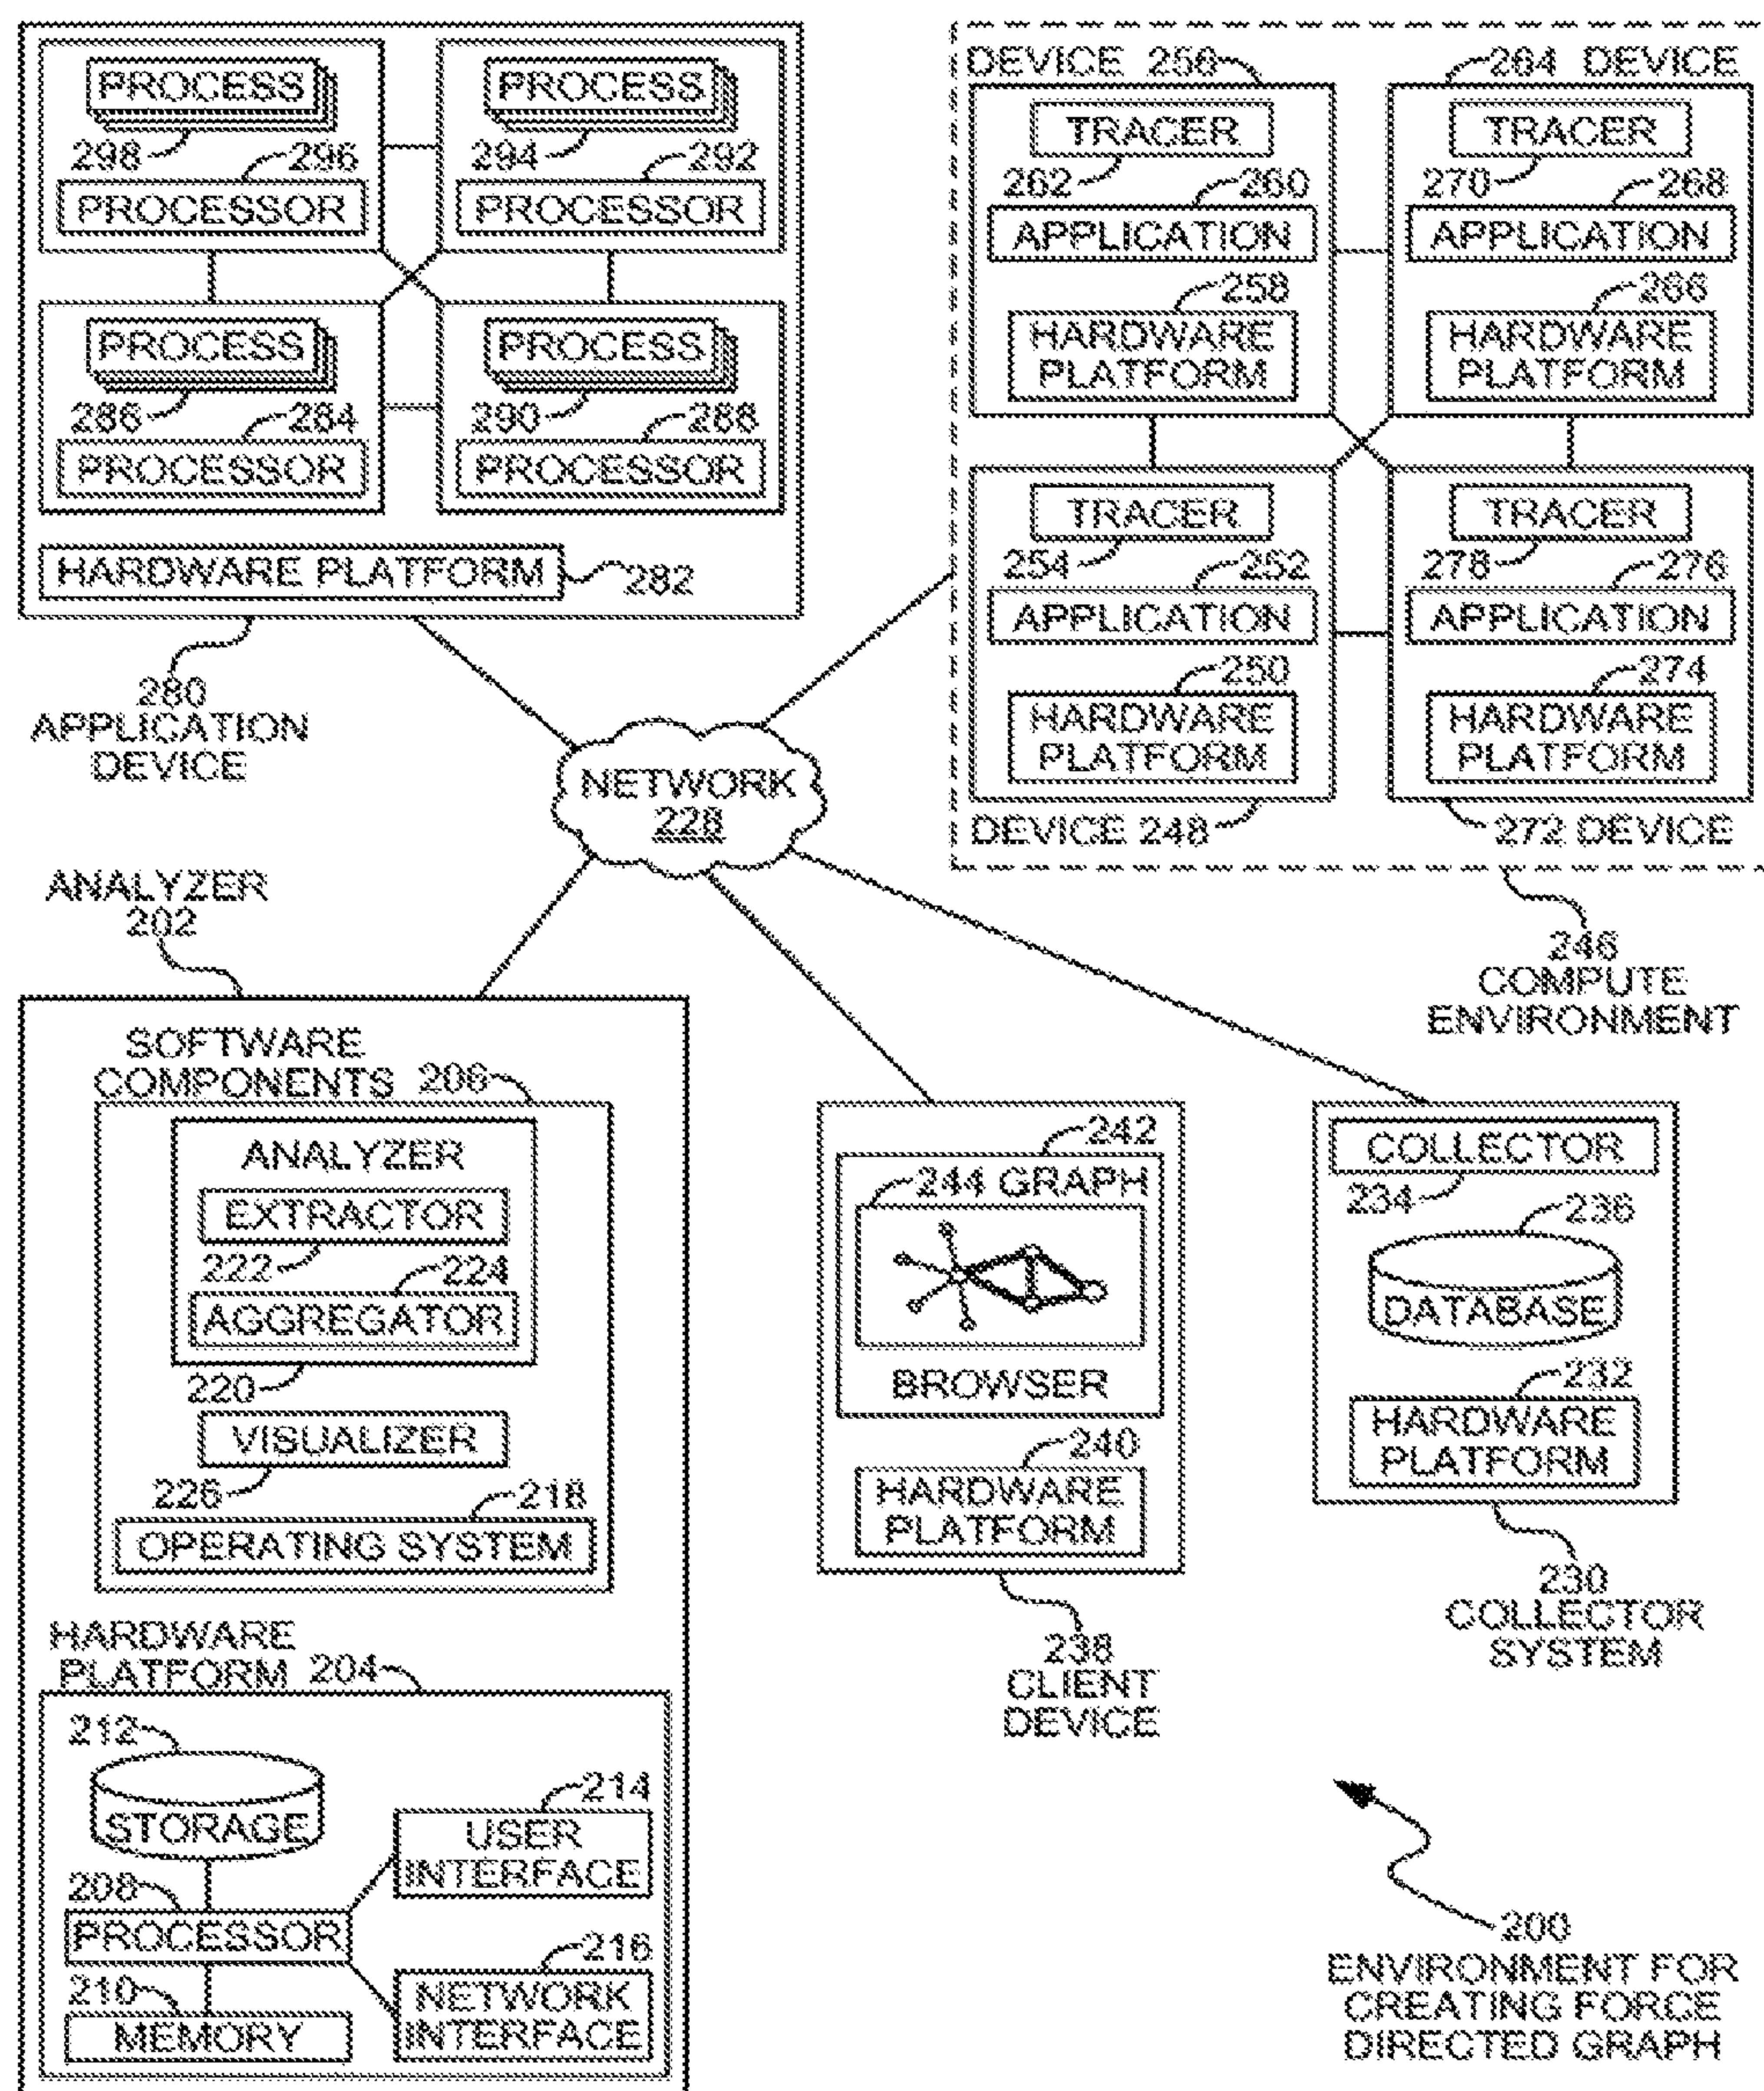 PROCESS
PROCESS
298
296
294
292
PROCESSOR
PROCESSOR
PROCESS
PROCESS
286
284
290
288
PROCESSOR
PROCESSOR
HARDWARE PLATFORM
282
280
APPLICATION
DEVICE
DEVICE 256
264 DEVICE
TRACER
TRACER
262
260
270
268
APPLICATION
APPLICATION
258
266
HARDWARE
PLATFORM
HARDWARE
PLATFORM
TRACER
TRACER
254
252
278
276
APPLICATION
APPLICATION
250
274
HARDWARE
PLATFORM
HARDWARE
PLATFORM
DEVICE 248
272 DEVICE
246
COMPUTE
ENVIRONMENT
NETWORK
228
ANALYZER
202
SOFTWARE
COMPONENTS 206
ANALYZER
EXTRACTOR
222
224
AGGREGATOR
220
VISUALIZER
226
218
OPERATING SYSTEM
HARDWARE
PLATFORM 204
212
STORAGE
214
USER
INTERFACE
208
PROCESSOR
216
NETWORK
INTERFACE
210
MEMORY
242
244 GRAPH
BROWSER
240
HARDWARE
PLATFORM
238
CLIENT
DEVICE
COLLECTOR
234
236
DATABASE
232
HARDWARE
PLATFORM
230
COLLECTOR
SYSTEM
200
ENVIRONMENT FOR
CREATING FORCE
DIRECTED GRAPH